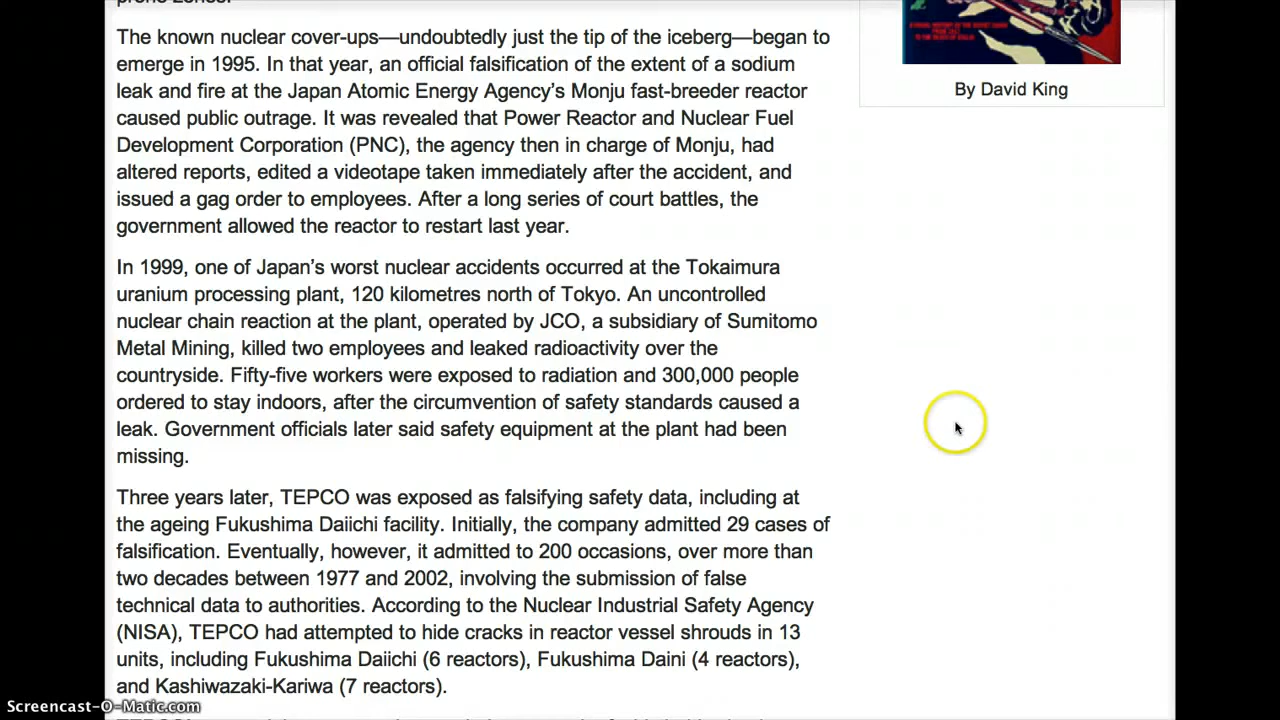 prone zones.
The known nuclear cover-ups—undoubtedly just the tip of the iceberg—began to
emerge in 1995. In that year, an official falsification of the extent of a sodium
leak and fire at the Japan Atomic Energy Agency’s Monju fast-breeder reactor
caused public outrage. It was revealed that Power Reactor and Nuclear Fuel
Development Corporation (PNC), the agency then in charge of Monju, had
altered reports, edited a videotape taken immediately after the accident, and
issued a gag order to employees. After a long series of court battles, the
government allowed the reactor to restart last year.
In 1999, one of Japan’s worst nuclear accidents occurred at the Tokaimura
uranium processing plant, 120 kilometres north of Tokyo. An uncontrolled
nuclear chain reaction at the plant, operated by JCO, a subsidiary of Sumitomo
Metal Mining, killed two employees and leaked radioactivity over the
countryside. Fifty-five workers were exposed to radiation and 300,000 people
ordered to stay indoors, after the circumvention of safety standards caused a
leak. Government officials later said safety equipment at the plant had been
missing.
Three years later, TEPCO was exposed as falsifying safety data, including at
the ageing Fukushima Daiichi facility. Initially, the company admitted 29 cases of
falsification. Eventually, however, it admitted to 200 occasions, over more than
two decades between 1977 and 2002, involving the submission of false
technical data to authorities. According to the Nuclear Industrial Safety Agency
(NISA), TEPCO had attempted to hide cracks in reactor vessel shrouds in 13
units, including Fukushima Daiichi (6 reactors), Fukushima Daini (4 reactors),
and Kashiwazaki-Kariwa (7 reactors).
By David King
Screencast-O-Matic.com